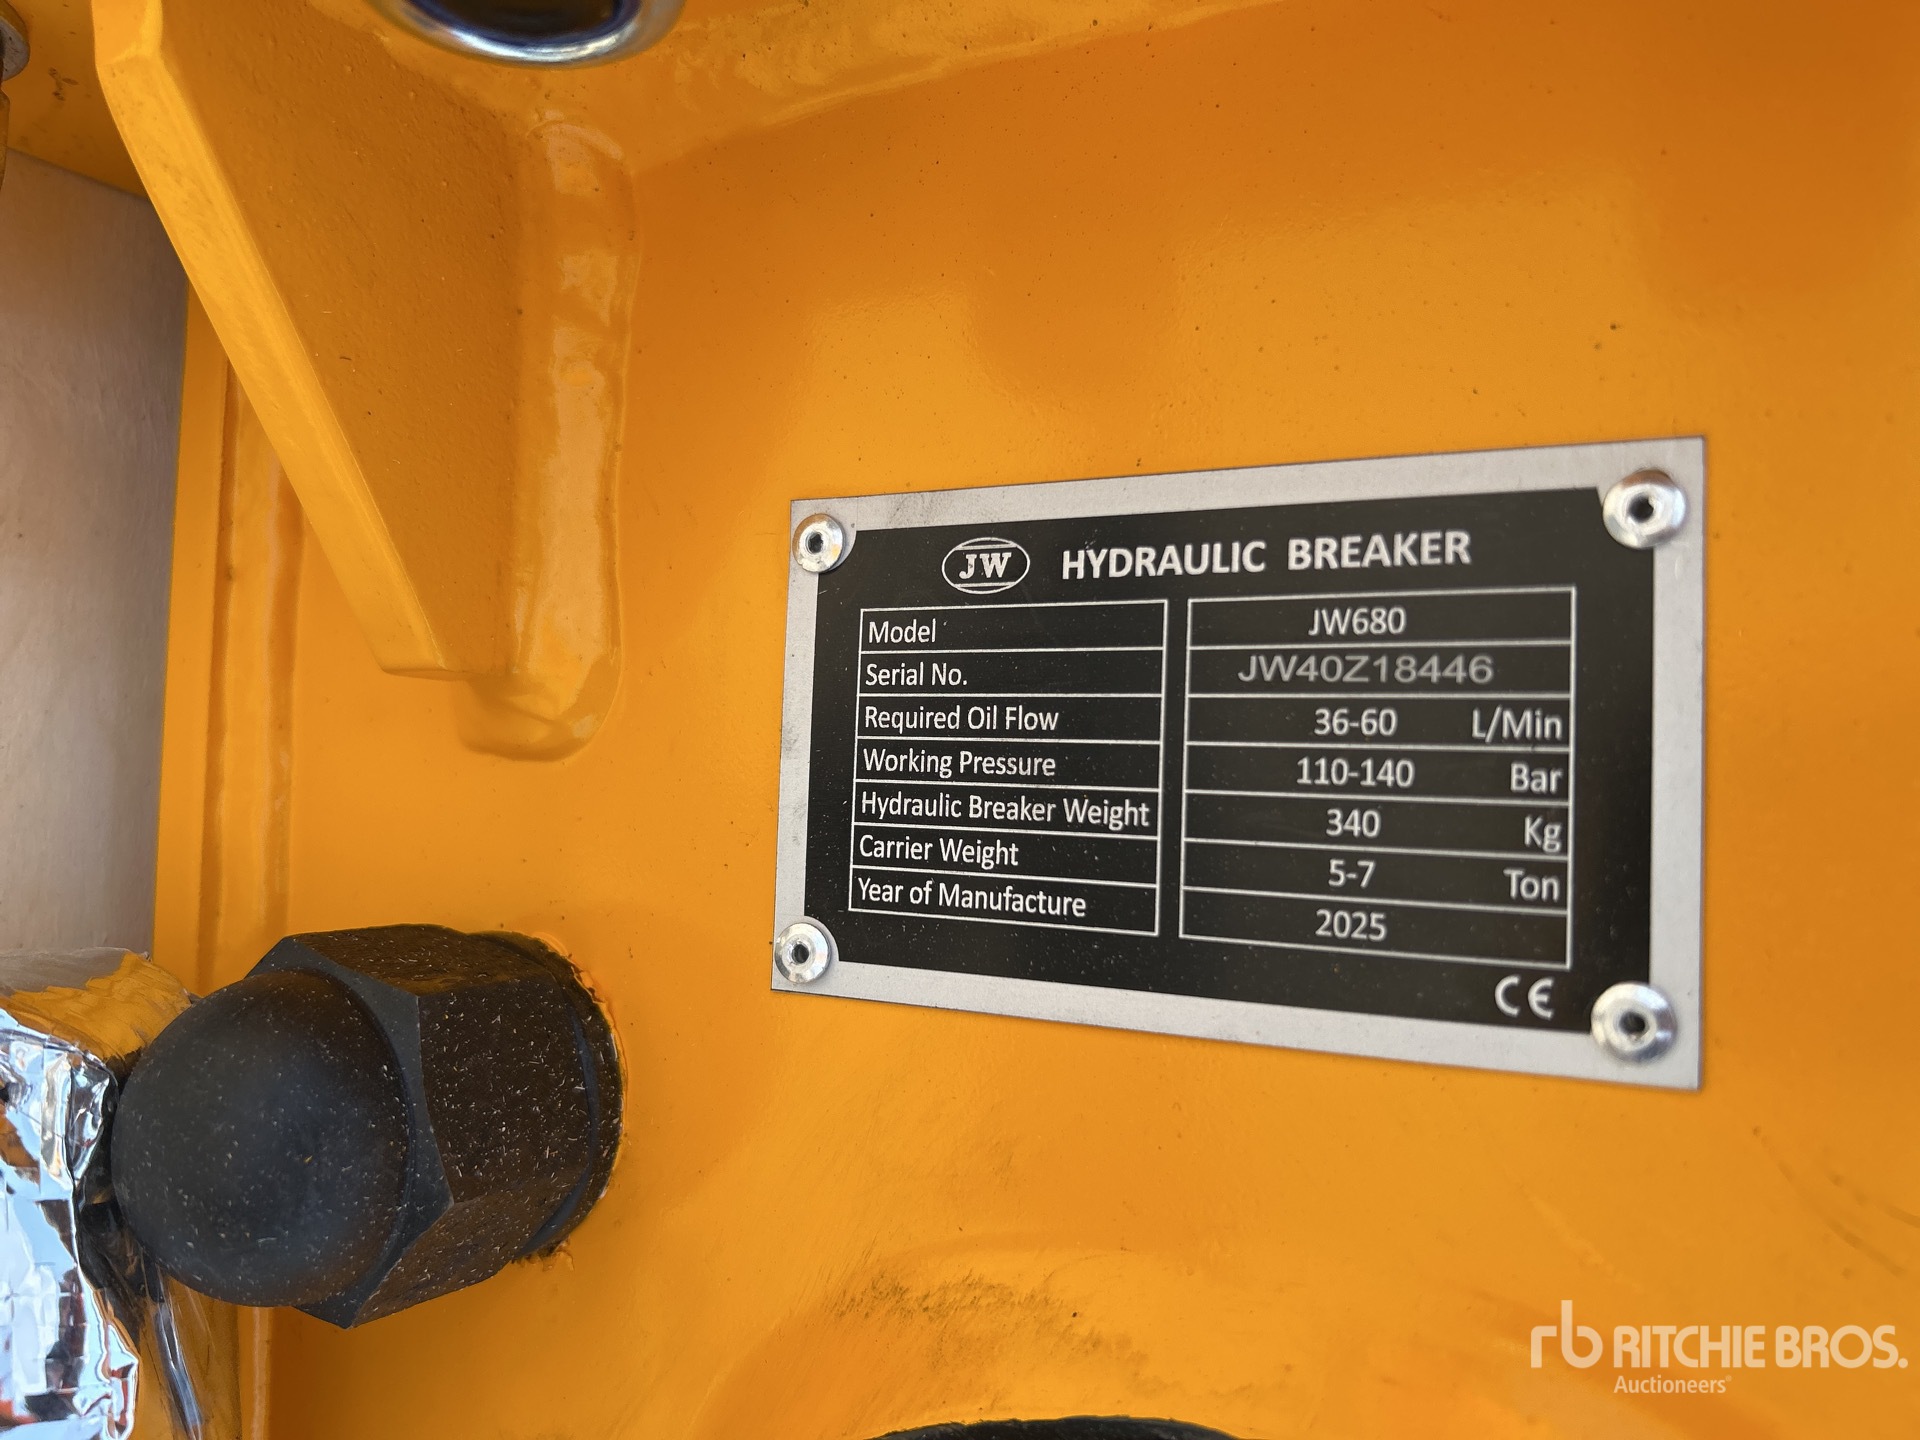 JW HYDRAULIC BREAKER
Model JW680
Serial No. JW40Z18446
Required Oil Flow 36-60 L/Min
Working Pressure 110-140 Bar
Hydraulic Breaker Weight 340 Kg
Carrier Weight 5-7 Ton
Year of Manufacture 2025
CE
rb RITCHIE BROS.
Auctioneers